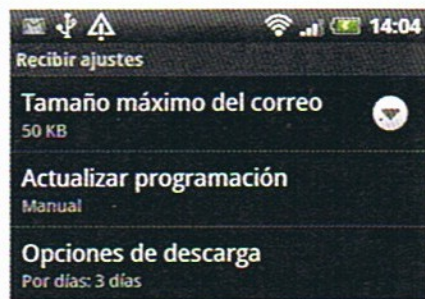 14:04
Recibir ajustes
Tamaño máximo del correo
50 KB
Actualizar programación
Manual
Opciones de descarga
Por días: 3 días